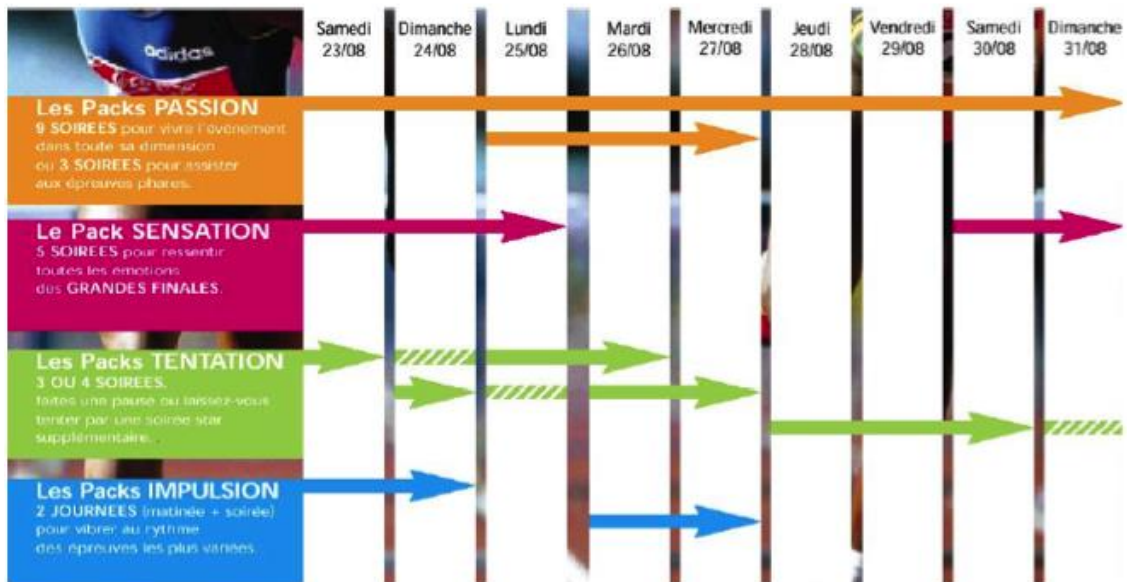 Samedi Dimanche Lundi Mardi Mercredi Jeudi Vendredi Samedi Dimanche
23/08 24/08 25/08 26/08 27/08 28/08 29/08 30/08 31/08
adidas
Les Packs PASSION
9 SOIREES pour vivre l'événement
dans toute sa dimension
ou 3 SOIREES pour assister
aux épreuves phares.
Le Pack SENSATION
5 SOIREES pour ressentir
toutes les émotions
des GRANDES FINALES.
Les Packs TENTATION
3 OU 4 SOIREES.
faites une pause ou laissez-vous
tenter par une soirée star
supplémentaire.
Les Packs IMPULSION
2 JOURNEES (matinée + soirée)
pour vibrer au rythme
des épreuves les plus variées.